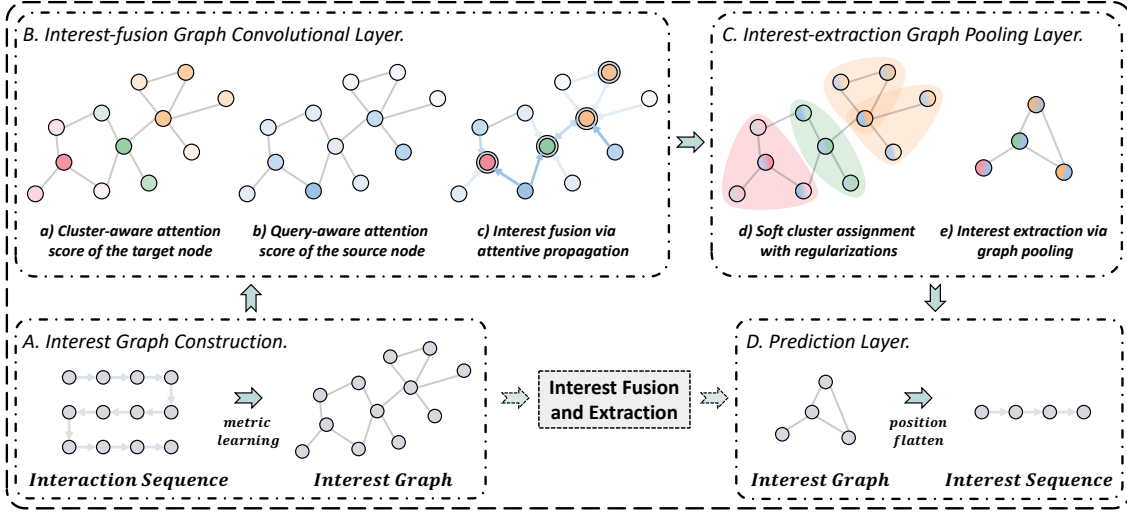 B. Interest-fusion Graph Convolutional Layer.
a) Cluster-aware attention
score of the target node
b) Query-aware attention
score of the source node
c) Interest fusion via
attentive propagation
C. Interest-extraction Graph Pooling Layer.
d) Soft cluster assignment
with regularizations
e) Interest extraction via
graph pooling
A. Interest Graph Construction.
metric
learning
Interaction Sequence
Interest Graph
Interest Fusion
and Extraction
D. Prediction Layer.
position
flatten
Interest Graph
Interest Sequence